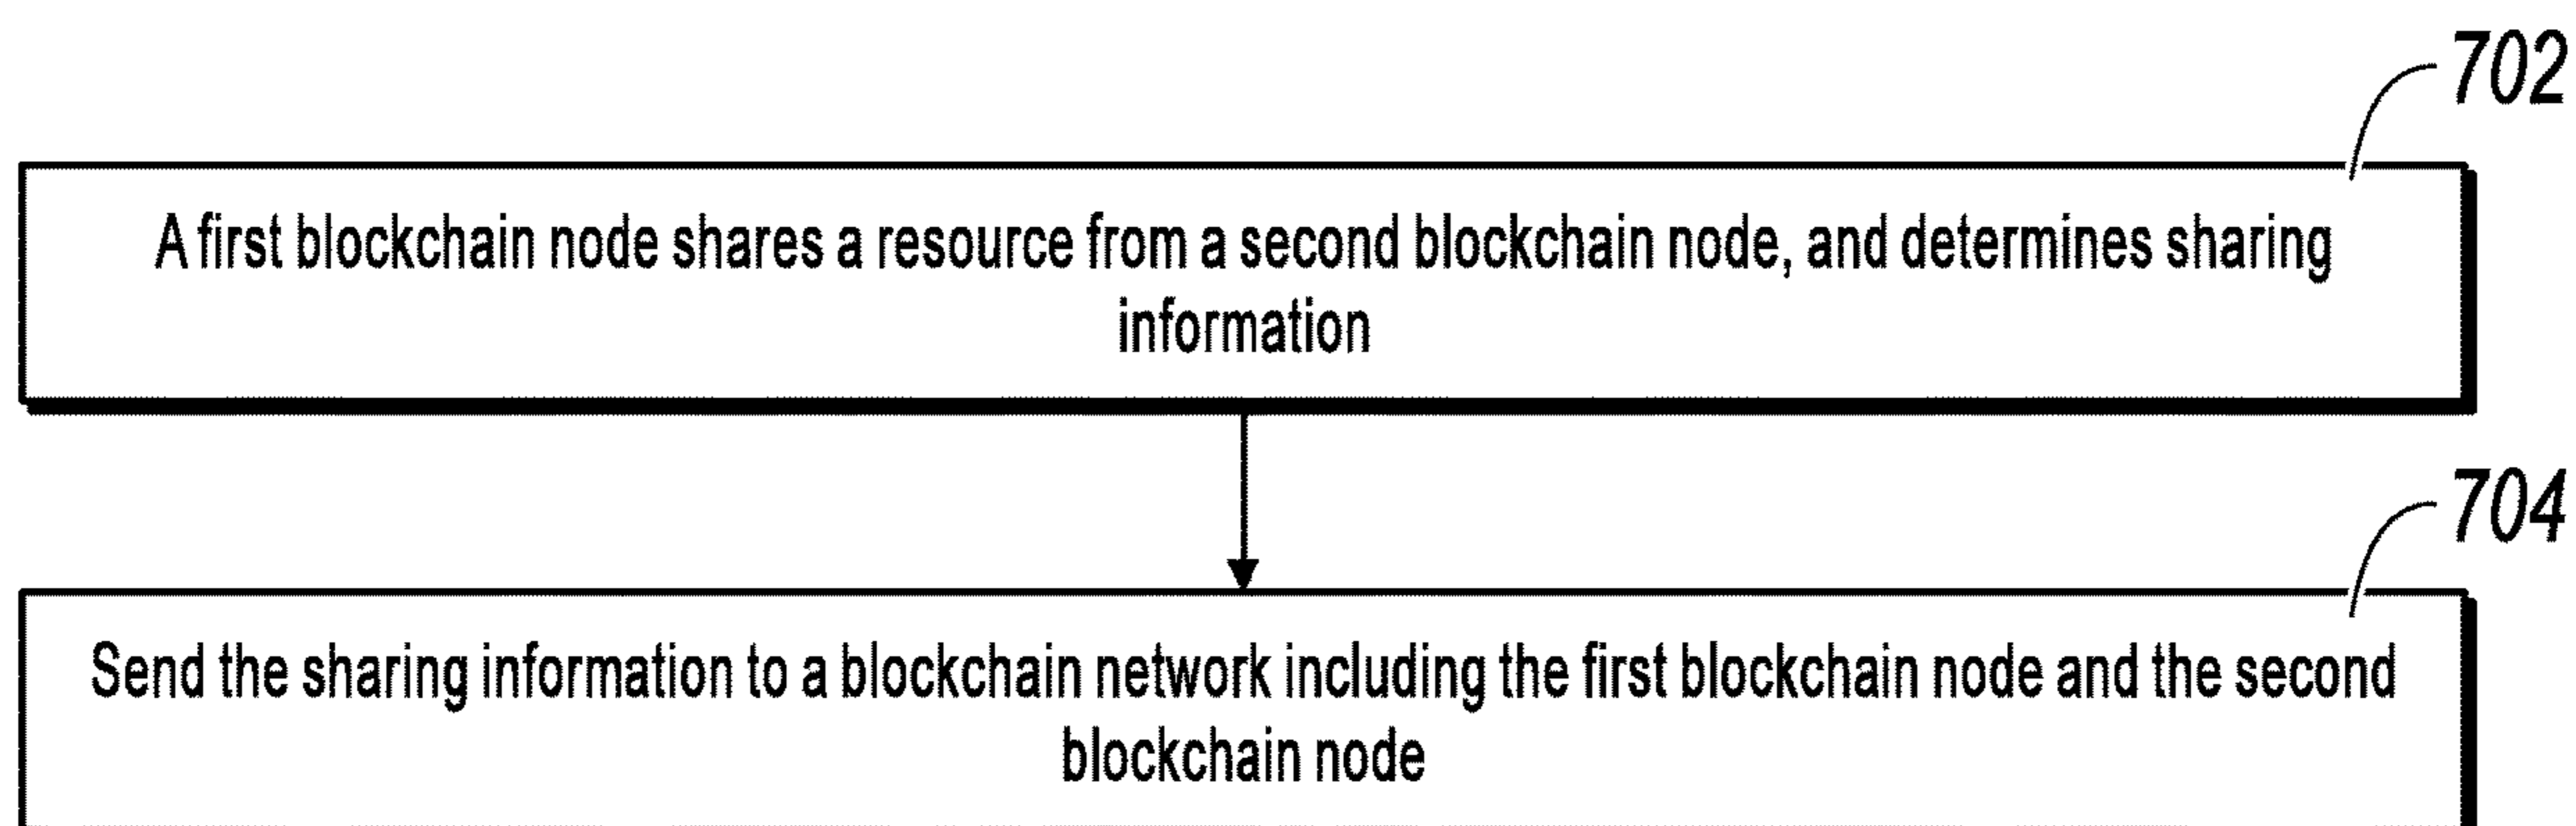 702
A first blockchain node shares a resource from a second blockchain node, and determines sharing
information
704
Send the sharing information to a blockchain network including the first blockchain node and the second
blockchain node